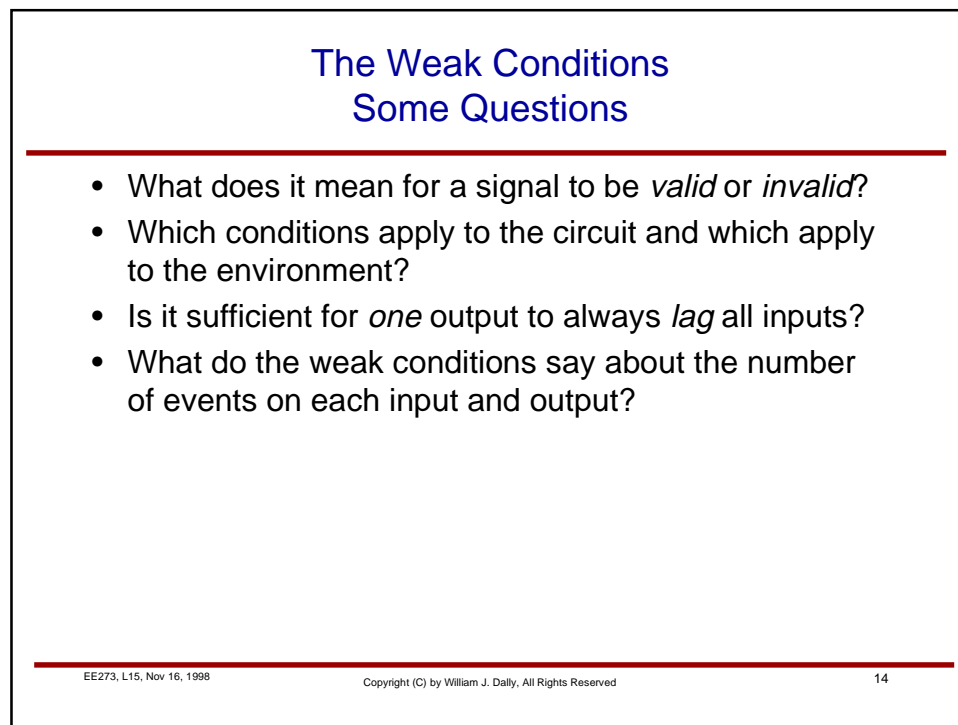 The Weak Conditions
Some Questions
• What does it mean for a signal to be valid or invalid?
• Which conditions apply to the circuit and which apply
to the environment?
• Is it sufficient for one output to always lag all inputs?
• What do the weak conditions say about the number
of events on each input and output?
EE273, L15, Nov 16, 1998
Copyright (C) by William J. Dally, All Rights Reserved
14